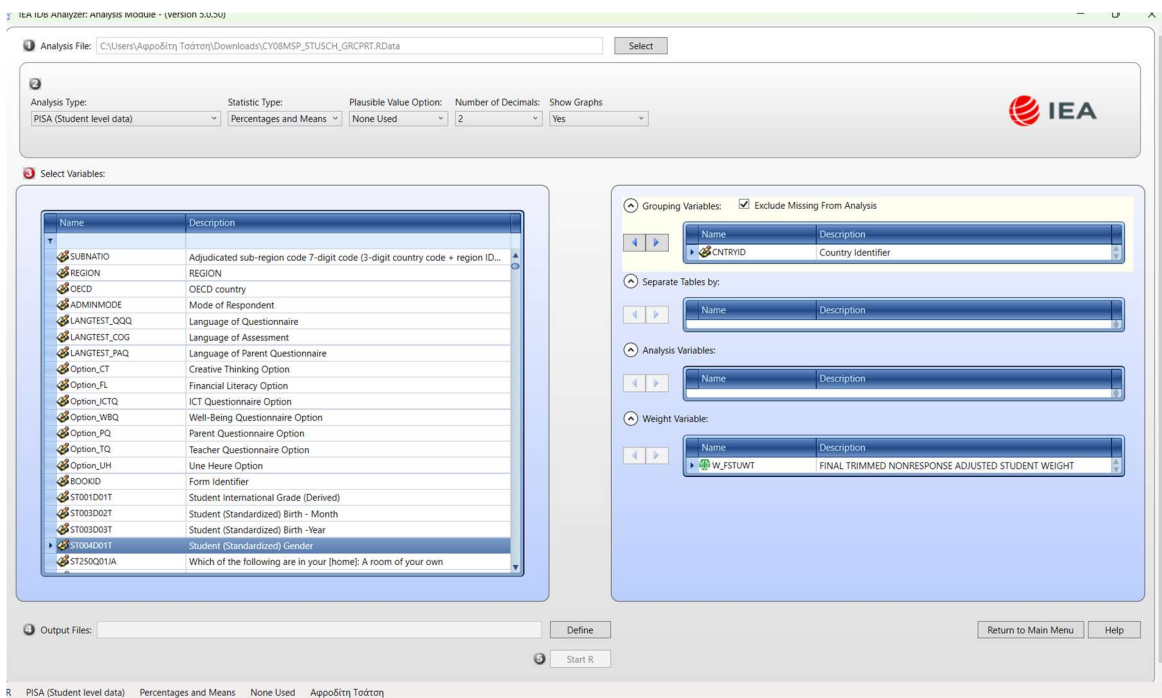 IEA IDB Analyzer: Analysis Module - (Version 5.0.50)
1 Analysis File: C:\Users\Αφροδίτη Τσάτση\Downloads\CY08MSP_STUSCH_GRCPRT.RData Select
2
Analysis Type: Statistic Type: Plausible Value Option: Number of Decimals: Show Graphs
PISA (Student level data) Percentages and Means None Used 2 Yes
IEA
3 Select Variables:
Name Description
SUBNATIO Adjudicated sub-region code 7-digit code (3-digit country code + region ID...
REGION REGION
OECD OECD country
ADMINMODE Mode of Respondent
LANGTEST_QQQ Language of Questionnaire
LANGTEST_COG Language of Assessment
LANGTEST_PAQ Language of Parent Questionnaire
Option_CT Creative Thinking Option
Option_FL Financial Literacy Option
Option_ICTQ ICT Questionnaire Option
Option_WBQ Well-Being Questionnaire Option
Option_PQ Parent Questionnaire Option
Option_TQ Teacher Questionnaire Option
Option_UH Une Heure Option
BOOKID Form Identifier
ST001D01T Student International Grade (Derived)
ST003D02T Student (Standardized) Birth - Month
ST003D03T Student (Standardized) Birth -Year
ST004D01T Student (Standardized) Gender
ST250Q01JA Which of the following are in your [home]: A room of your own
Grouping Variables: Exclude Missing From Analysis
Name Description
CNTRYID Country Identifier
Separate Tables by:
Name Description
Analysis Variables:
Name Description
Weight Variable:
Name Description
W_FSTUWT FINAL TRIMMED NONRESPONSE ADJUSTED STUDENT WEIGHT
4 Output Files: Define Return to Main Menu Help
5 Start R
R PISA (Student level data) Percentages and Means None Used Αφροδίτη Τσάτση